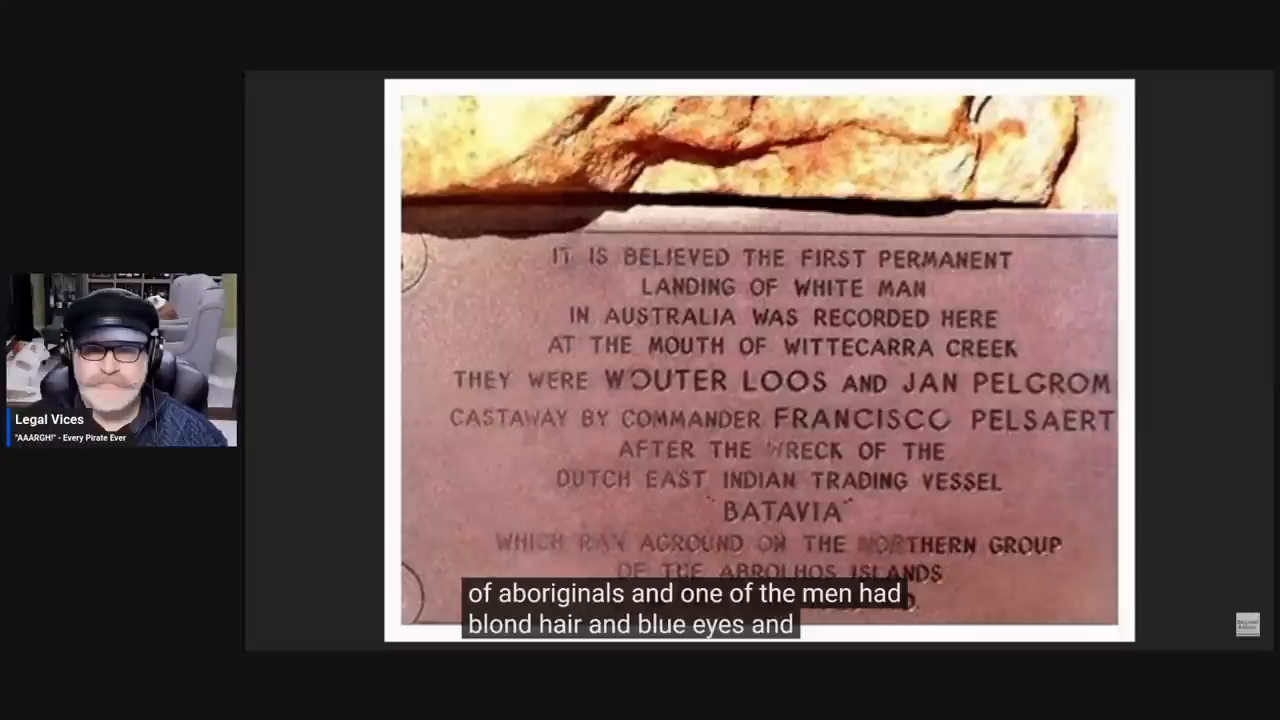 IT IS BELIEVED THE FIRST PERMANENT
LANDING OF WHITE MAN
IN AUSTRALIA WAS RECORDED HERE
AT THE MOUTH OF WITTECARRA CREEK
THEY WERE WOUTER LOOS AND JAN PELGROM
CASTAWAY BY COMMANDER FRANCISCO PELSAERT
AFTER THE WRECK OF THE
DUTCH EAST INDIAN TRADING VESSEL
"BATAVIA"
WHICH RAN AGROUND ON THE NORTHERN GROUP
OF THE ABROLHOS ISLANDS
of aboriginals and one of the men had
blond hair and blue eyes and
Legal Vices
"AAARGH!" - Every Pirate Ever